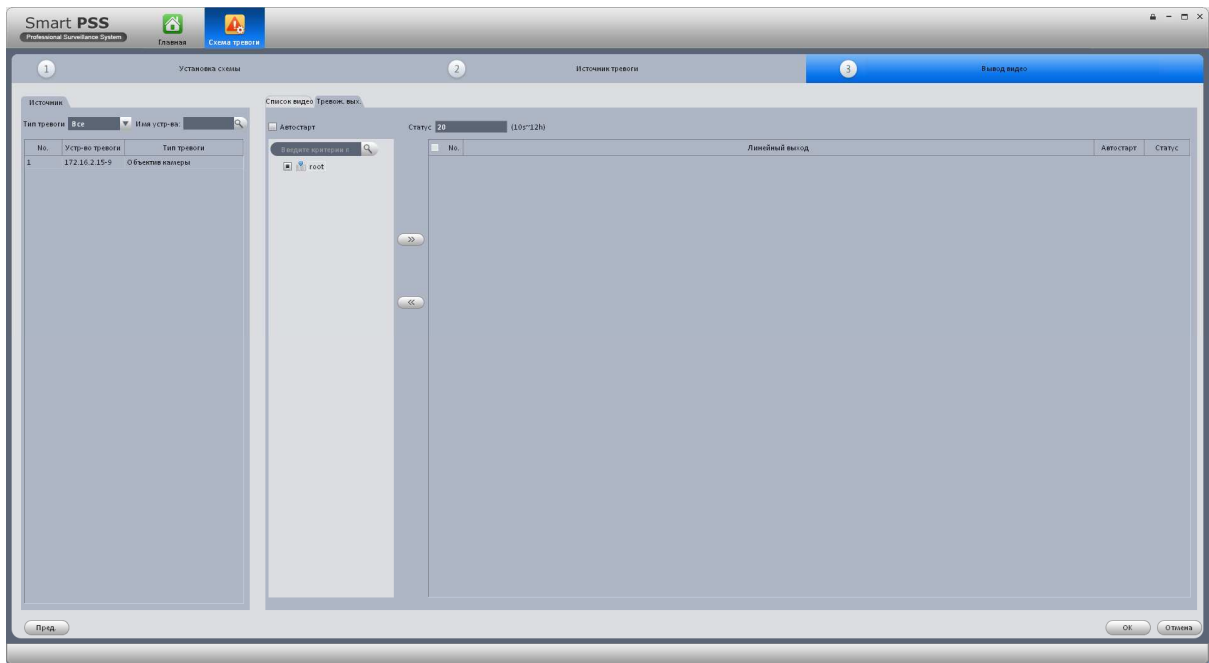 Smart PSS
Professional Surveillance System
Главная
Схема тревоги
1 Установка схемы
2 Источник тревоги
3 Вывод видео
Источник
Список видео Тревож. вых.
Тип тревоги Все Имя устр-ва:
Автостарт Статус 20 (10s~12h)
No. Устр-во тревоги Тип тревоги
Введите критерии п
No. Линейный выход Автостарт Статус
1 172.16.2.15-9 Объектив камеры
root
>>
<<
Пред.
OK Отмена